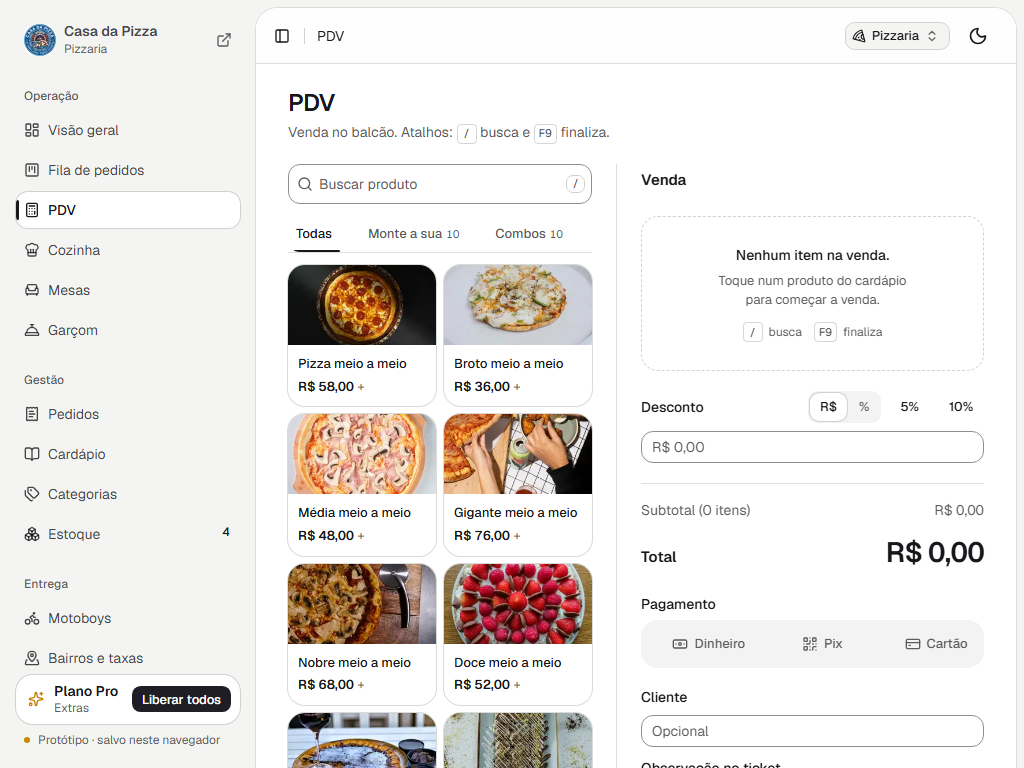 Casa da Pizza
Pizzaria
Operação
Visão geral
Fila de pedidos
PDV
Cozinha
Mesas
Garçom
Gestão
Pedidos
Cardápio
Categorias
Estoque 4
Entrega
Motoboys
Bairros e taxas
Plano Pro
Extras
Liberar todos
Protótipo · salvo neste navegador
PDV
Pizzaria
PDV
Venda no balcão. Atalhos: / busca e F9 finaliza.
Buscar produto /
Todas Monte a sua 10 Combos 10
Pizza meio a meio
R$ 58,00 +
Broto meio a meio
R$ 36,00 +
Média meio a meio
R$ 48,00 +
Gigante meio a meio
R$ 76,00 +
Nobre meio a meio
R$ 68,00 +
Doce meio a meio
R$ 52,00 +
Venda
Nenhum item na venda.
Toque num produto do cardápio
para começar a venda.
/ busca F9 finaliza
Desconto R$ % 5% 10%
R$ 0,00
Subtotal (0 itens) R$ 0,00
Total R$ 0,00
Pagamento
Dinheiro Pix Cartão
Cliente
Opcional
Observação no ticket